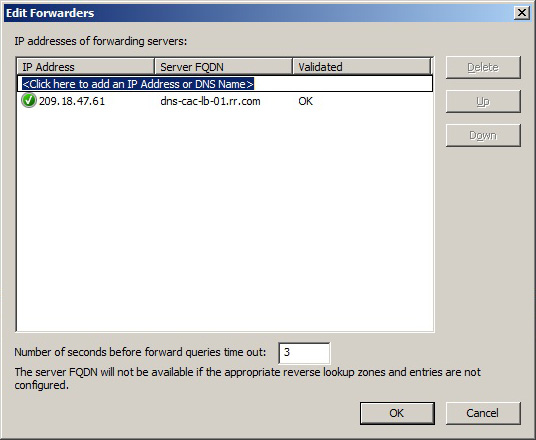 Edit Forwarders
IP addresses of forwarding servers:
IP Address Server FQDN Validated
<Click here to add an IP Address or DNS Name>
209.18.47.61 dns-cac-lb-01.rr.com OK
Delete
Up
Down
Number of seconds before forward queries time out: 3
The server FQDN will not be available if the appropriate reverse lookup zones and entries are not
configured.
OK Cancel